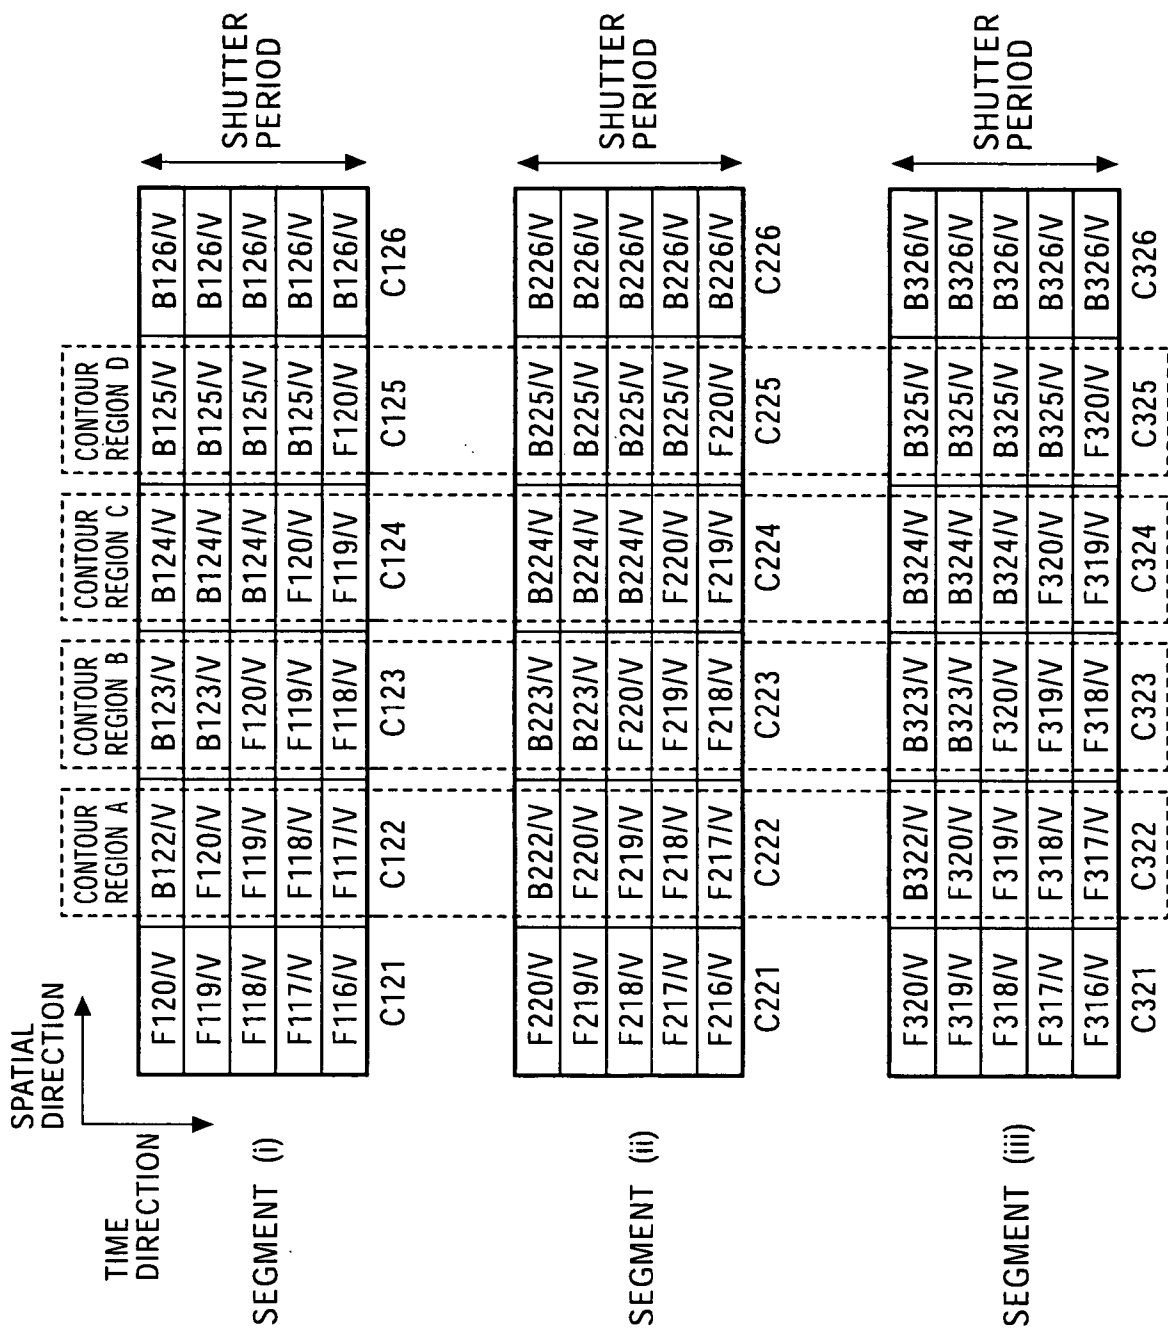 SPATIAL
DIRECTION
TIME
DIRECTION
CONTOUR
REGION A
CONTOUR
REGION B
CONTOUR
REGION C
CONTOUR
REGION D
SEGMENT (i)
F120/V B122/V B123/V B124/V B125/V B126/V
F119/V F120/V B123/V B124/V B125/V B126/V
F118/V F119/V F120/V B124/V B125/V B126/V
F117/V F118/V F119/V F120/V B125/V B126/V
F116/V F117/V F118/V F119/V F120/V B126/V
C121 C122 C123 C124 C125 C126
SHUTTER
PERIOD
SEGMENT (ii)
F220/V B222/V B223/V B224/V B225/V B226/V
F219/V F220/V B223/V B224/V B225/V B226/V
F218/V F219/V F220/V B224/V B225/V B226/V
F217/V F218/V F219/V F220/V B225/V B226/V
F216/V F217/V F218/V F219/V F220/V B226/V
C221 C222 C223 C224 C225 C226
SHUTTER
PERIOD
SEGMENT (iii)
F320/V B322/V B323/V B324/V B325/V B326/V
F319/V F320/V B323/V B324/V B325/V B326/V
F318/V F319/V F320/V B324/V B325/V B326/V
F317/V F318/V F319/V F320/V B325/V B326/V
F316/V F317/V F318/V F319/V F320/V B326/V
C321 C322 C323 C324 C325 C326
SHUTTER
PERIOD